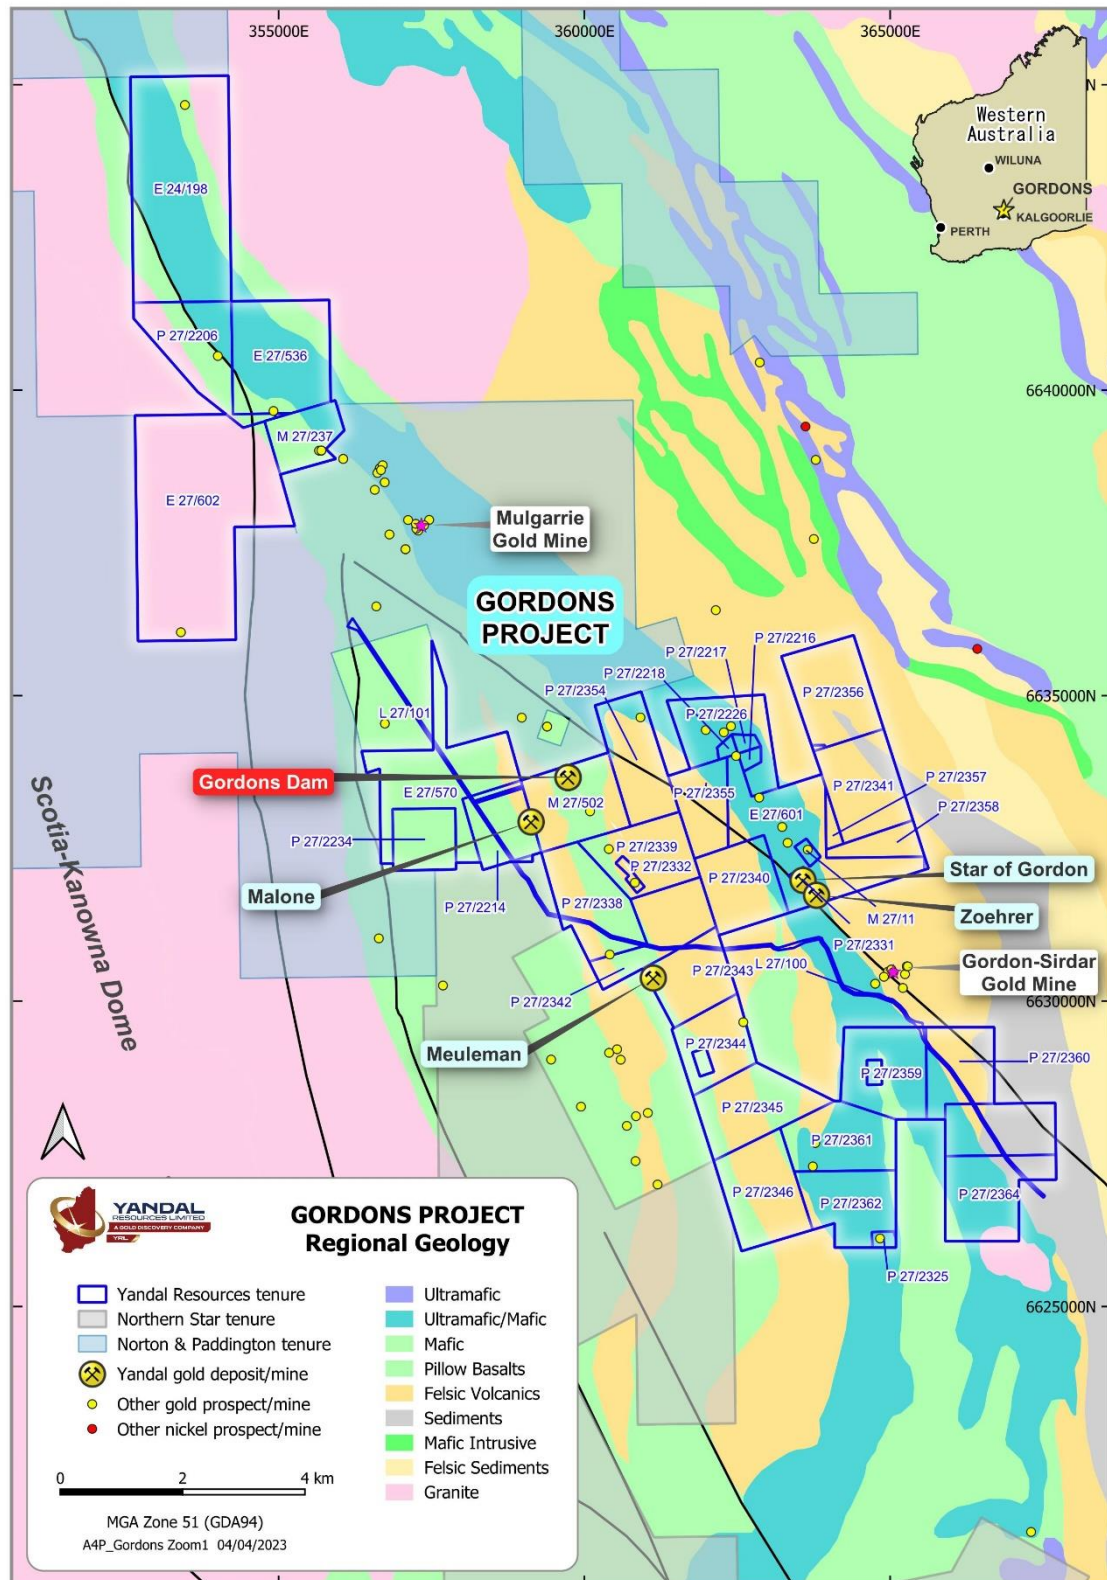 355000E
360000E
365000E
N
Western
Australia
WILUNA
GORDONS
KALGOORLIE
PERTH
E 24/198
P 27/2206
E 27/536
6640000N
M 27/237
E 27/602
Mulgarrie
Gold Mine
GORDONS
PROJECT
P 27/2216
P 27/2217
P 27/2218
P 27/2354
P 27/2356
6635000N
L 27/101
P 27/2226
Gordons Dam
E 27/570
M 27/502
P 27/2355
P 27/2341
P 27/2357
P 27/2358
E 27/601
P 27/2234
P 27/2339
P 27/2332
P 27/2340
Star of Gordon
Malone
P 27/2214
P 27/2338
M 27/11
Zoehrer
P 27/2331
Scotia-Kanowna Dome
L 27/100
Gordon-Sirdar
Gold Mine
P 27/2343
P 27/2342
6630000N
Meuleman
P 27/2344
P 27/2359
P 27/2360
P 27/2345
P 27/2361
P 27/2346
P 27/2362
P 27/2364
P 27/2325
6625000N
YANDAL
RESOURCES LIMITED
A GOLD DISCOVERY COMPANY
YRL
GORDONS PROJECT
Regional Geology
Yandal Resources tenure
Northern Star tenure
Norton & Paddington tenure
Yandal gold deposit/mine
Other gold prospect/mine
Other nickel prospect/mine
Ultramafic
Ultramafic/Mafic
Mafic
Pillow Basalts
Felsic Volcanics
Sediments
Mafic Intrusive
Felsic Sediments
Granite
0 2 4 km
MGA Zone 51 (GDA94)
A4P_Gordons Zoom1 04/04/2023